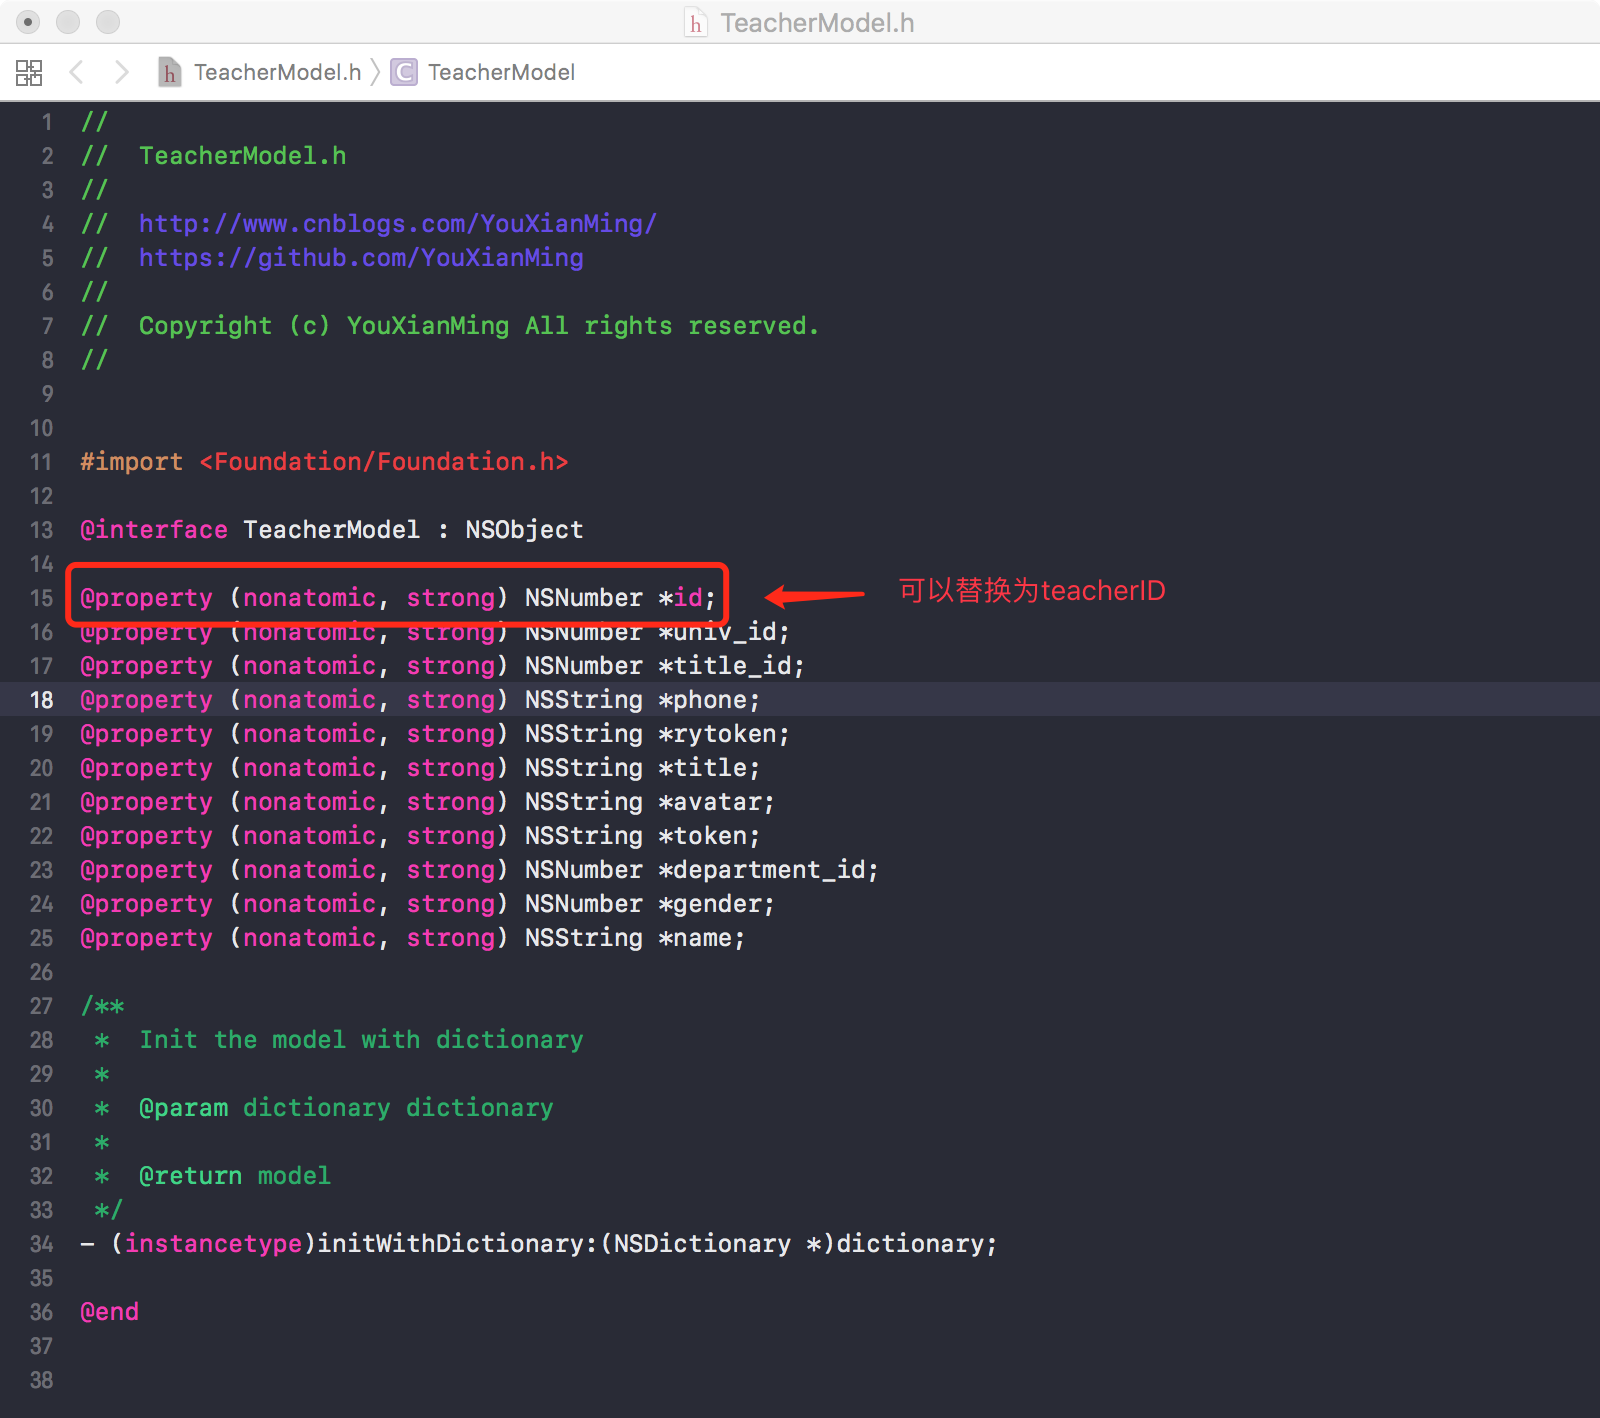 TeacherModel.h
TeacherModel.h TeacherModel
1 //
2 //  TeacherModel.h
3 //
4 //  http://www.cnblogs.com/YouXianMing/
5 //  https://github.com/YouXianMing
6 //
7 //  Copyright (c) YouXianMing All rights reserved.
8 //
9
10
11 #import <Foundation/Foundation.h>
12
13 @interface TeacherModel : NSObject
14
15 @property (nonatomic, strong) NSNumber *id; 可以替换为teacherID
16 @property (nonatomic, strong) NSNumber *univ_id;
17 @property (nonatomic, strong) NSNumber *title_id;
18 @property (nonatomic, strong) NSString *phone;
19 @property (nonatomic, strong) NSString *rytoken;
20 @property (nonatomic, strong) NSString *title;
21 @property (nonatomic, strong) NSString *avatar;
22 @property (nonatomic, strong) NSString *token;
23 @property (nonatomic, strong) NSNumber *department_id;
24 @property (nonatomic, strong) NSNumber *gender;
25 @property (nonatomic, strong) NSString *name;
26
27 /**
28  *  Init the model with dictionary
29  *
30  *  @param dictionary dictionary
31  *
32  *  @return model
33  */
34 - (instancetype)initWithDictionary:(NSDictionary *)dictionary;
35
36 @end
37
38